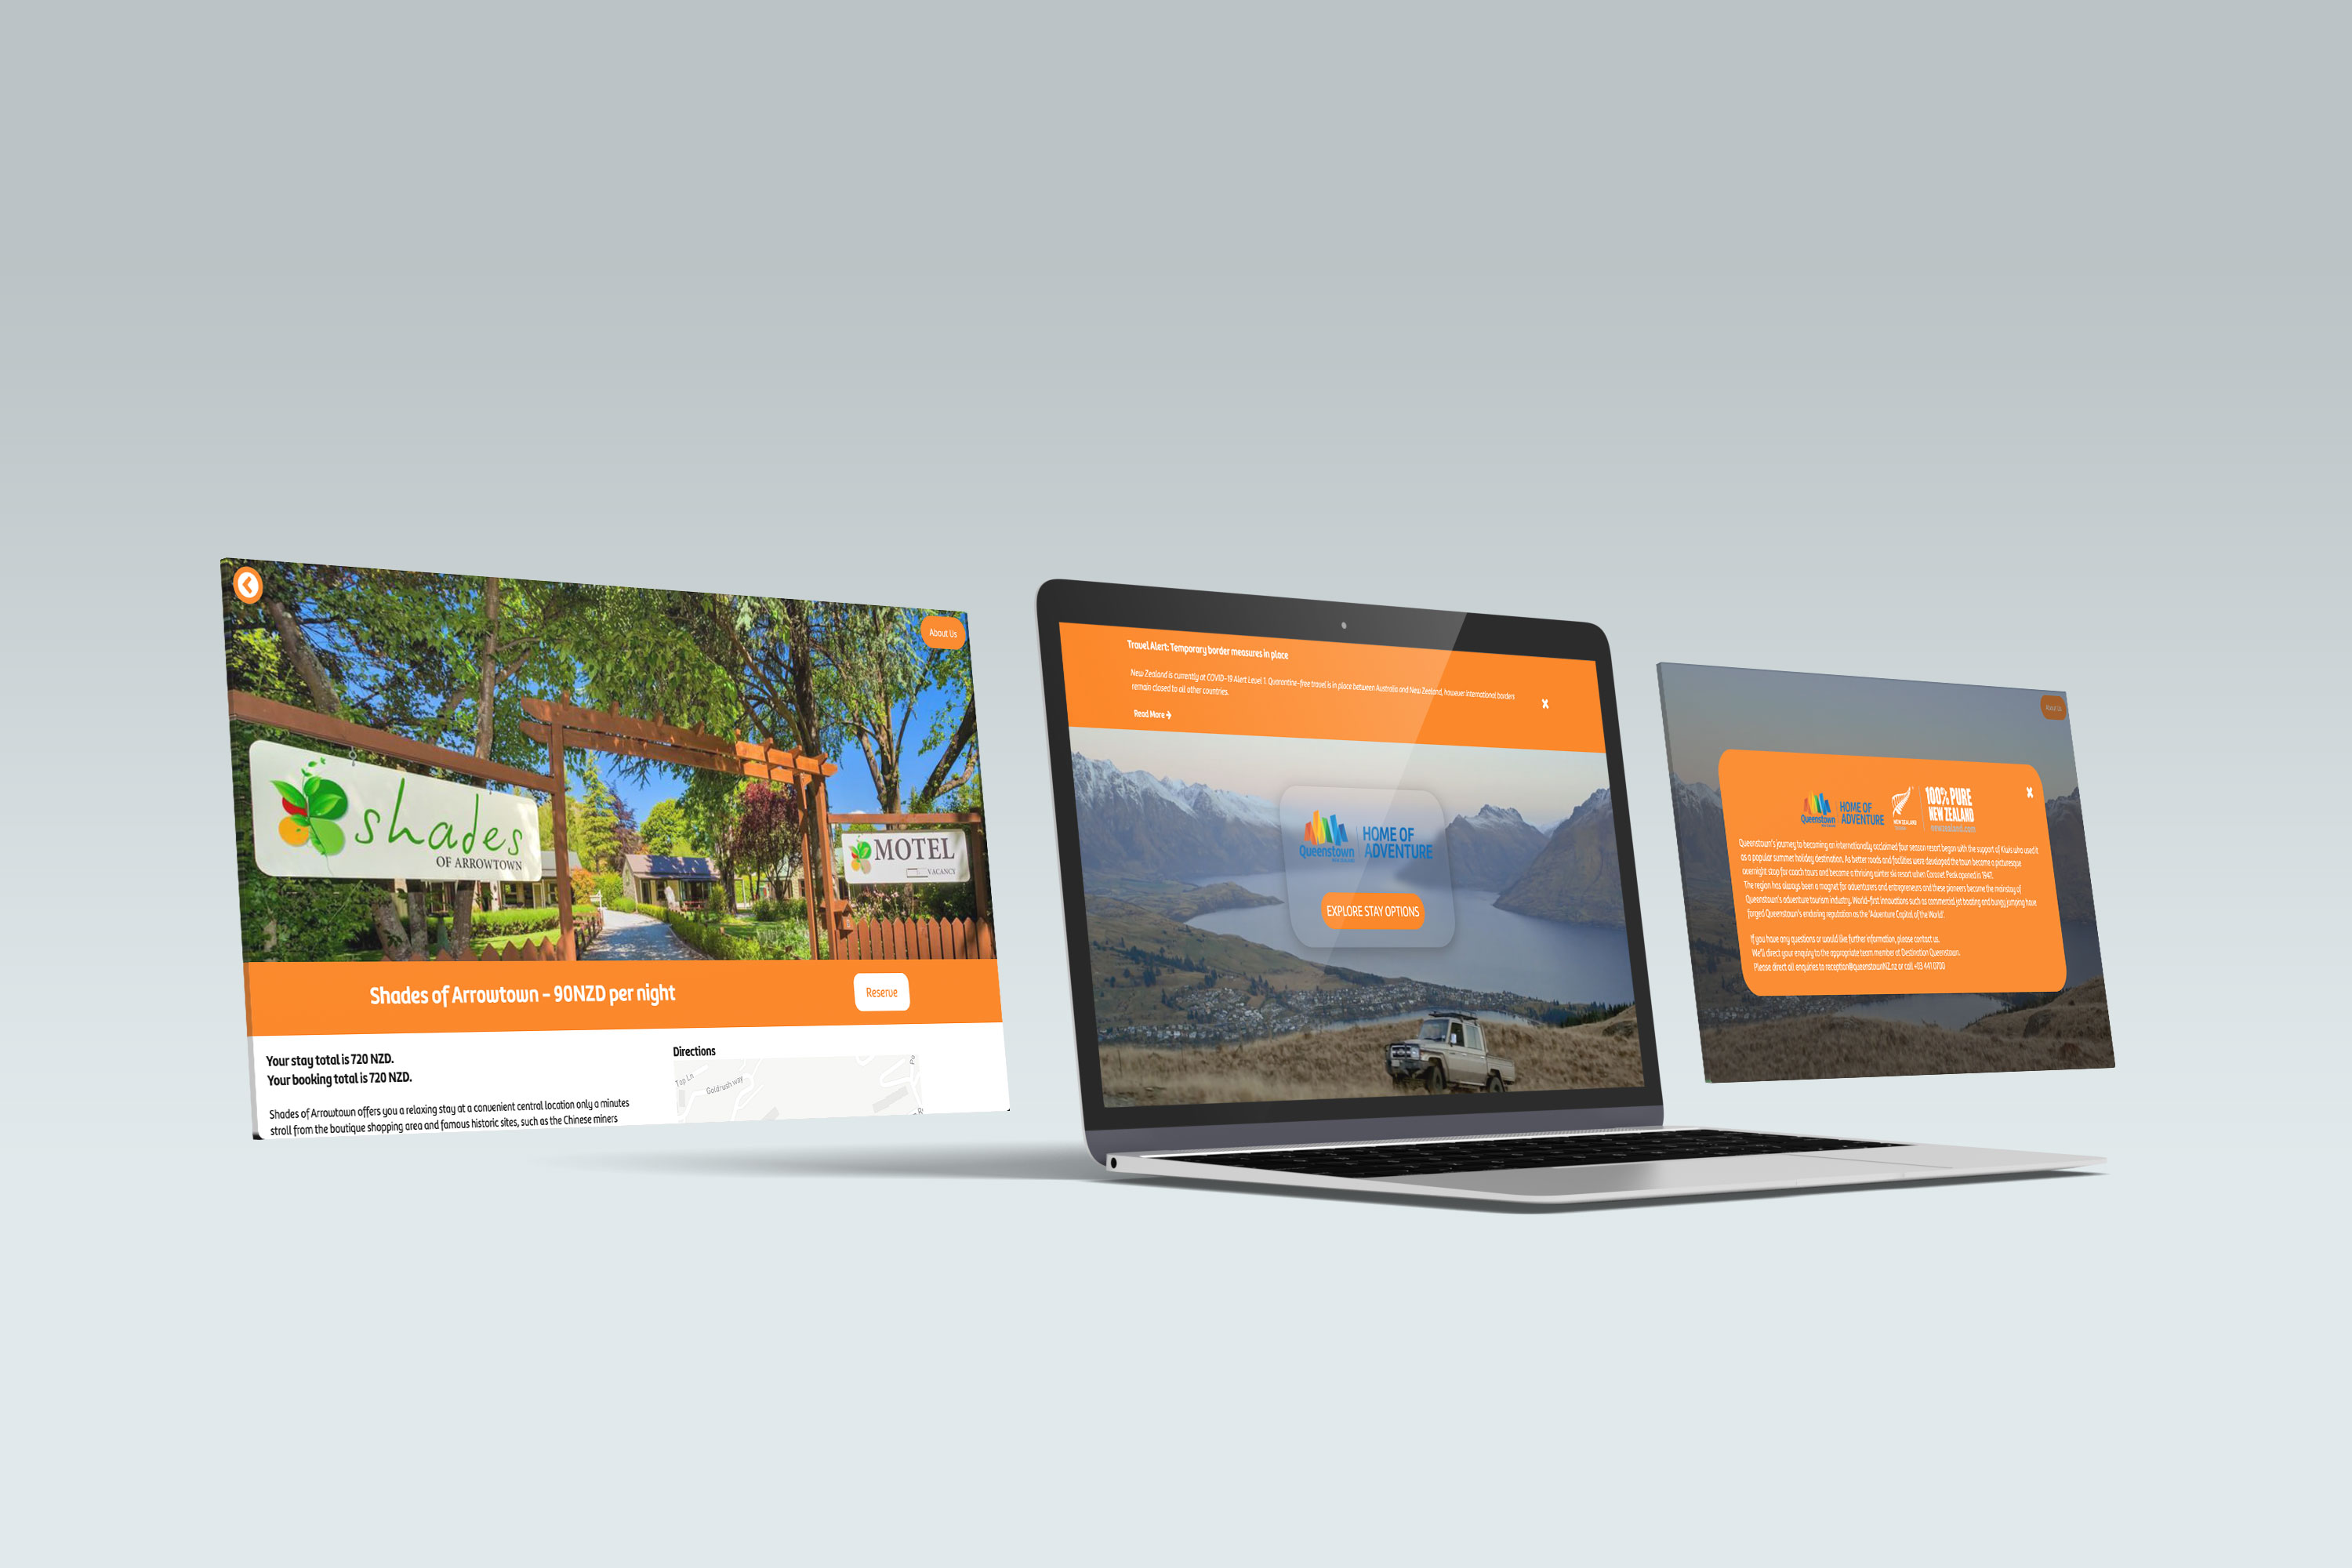 About Us
shades
OF ARROWTOWN
MOTEL
VACANCY
Shades of Arrowtown - 90NZD per night
Reserve
Your stay total is 720 NZD.
Your booking total is 720 NZD.
Shades of Arrowtown offers you a relaxing stay at a convenient central location only a minutes
stroll from the boutique shopping area and famous historic sites, such as the Chinese miners
Directions
Top Ln
Goldrush way
Travel Alert: Temporary border measures in place
New Zealand is currently at COVID-19 Alert Level 1. Quarantine-free travel is in place between Australia and New Zealand, however international borders
remain closed to all other countries.
Read More
Queenstown
HOME OF
ADVENTURE
EXPLORE STAY OPTIONS
About Us
Queenstown
HOME OF
ADVENTURE
NEW ZEALAND
100% PURE
NEW ZEALAND
newzealand.com
Queenstown's journey to becoming an internationally acclaimed four season resort began with the support of Kiwis who used it
as a popular summer holiday destination. As better roads and facilities were developed the town became a picturesque
overnight stop for coach tours and became a thriving winter ski resort when Coronet Peak opened in 1947.
The region has always been a magnet for adventurers and entrepreneurs and these pioneers became the mainstay of
Queenstown's adventure tourism industry. World-first innovations such as commercial jet boating and bungy jumping have
forged Queenstown's enduring reputation as the 'Adventure Capital of the World'.
If you have any questions or would like further information, please contact us.
We'll direct your enquiry to the appropriate team member at Destination Queenstown.
Please direct all enquiries to reception@queenstownNZ.nz or call +03 441 0700